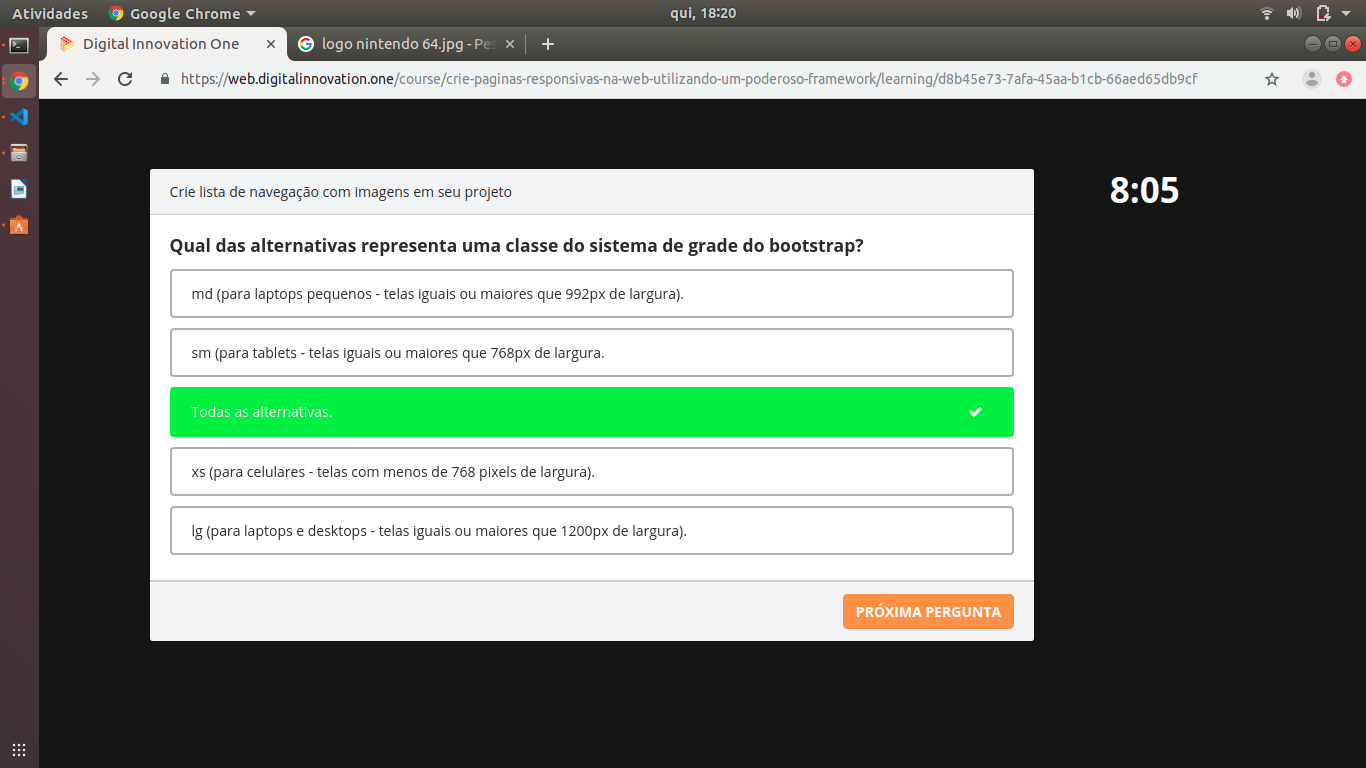 Atividades
Google Chrome
qui, 18:20
Digital Innovation One
logo nintendo 64.jpg - Pes
https://web.digitalinnovation.one/course/crie-paginas-responsivas-na-web-utilizando-um-poderoso-framework/learning/d8b45e73-7afa-45aa-b1cb-66aed65db9cf
8:05
Crie lista de navegação com imagens em seu projeto
Qual das alternativas representa uma classe do sistema de grade do bootstrap?
md (para laptops pequenos - telas iguais ou maiores que 992px de largura).
sm (para tablets - telas iguais ou maiores que 768px de largura.
Todas as alternativas.
xs (para celulares - telas com menos de 768 pixels de largura).
lg (para laptops e desktops - telas iguais ou maiores que 1200px de largura).
PRÓXIMA PERGUNTA